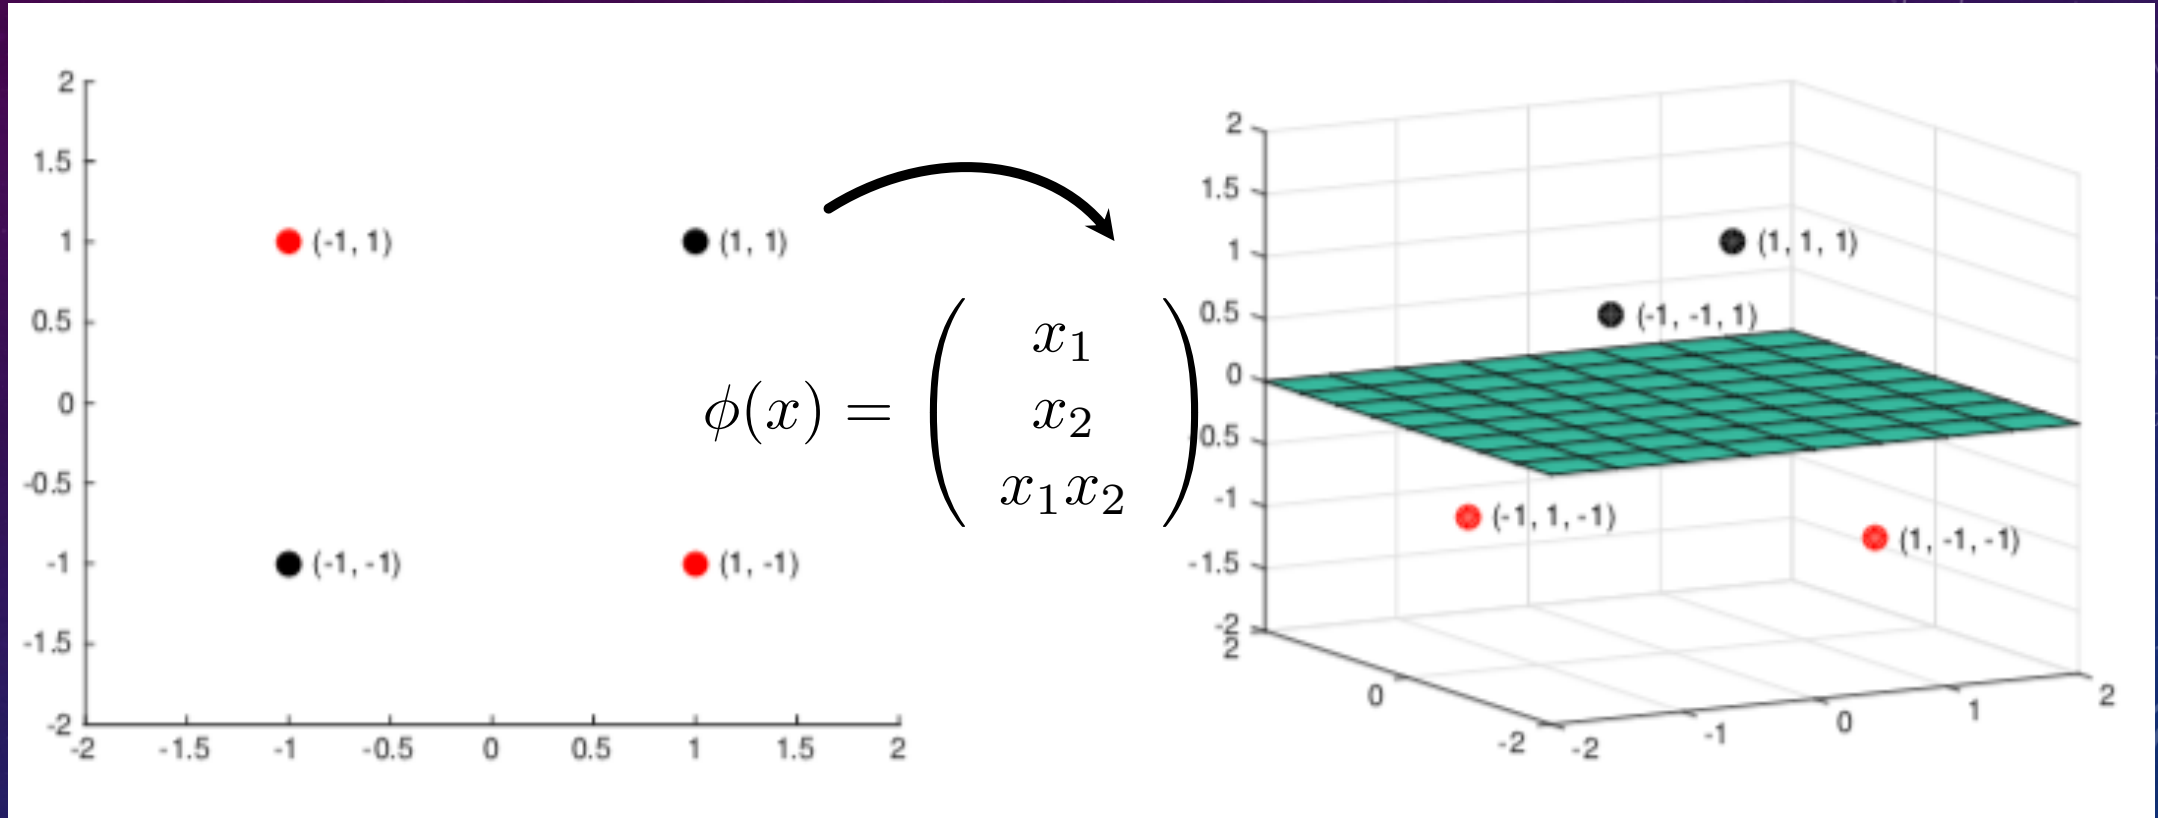 2
1.5
1
0.5
0
-0.5
-1
-1.5
-2
-2 -1.5 -1 -0.5 0 0.5 1 1.5 2
(-1, 1)
(1, 1)
(-1, -1)
(1, -1)
ϕ(x) = ( x₁
x₂
x₁x₂ )
2
1.5
1
0.5
0
0.5
-1
-1.5
-2
2
0
-2
-2 -1 0 1 2
(1, 1, 1)
(-1, -1, 1)
(-1, 1, -1)
(1, -1, -1)